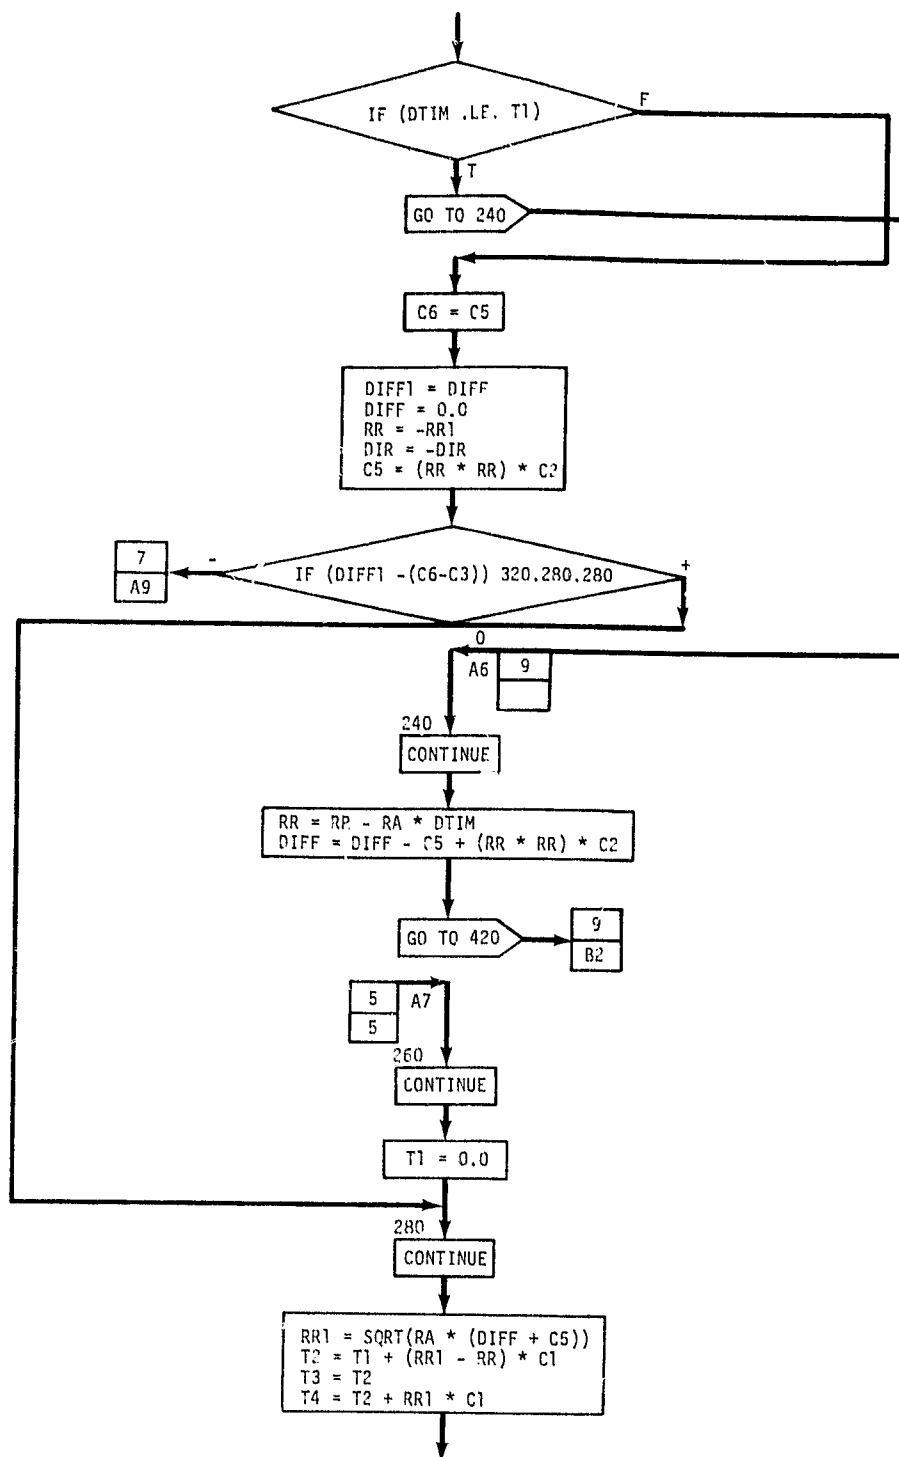 IF (DTIM .LE. T1)
F
T
GO TO 240
C6 = C5
DIFF1 = DIFF
DIFF = 0.0
RR = -RR1
DIR = -DIR
C5 = (RR * RR) * C2
7
A9
-
IF (DIFF1 -(C6-C3)) 320,280,280
+
0
A6
9
240
CONTINUE
RR = RR - RA * DTIM
DIFF = DIFF - C5 + (RR * RR) * C2
GO TO 420
9
B2
5
5
A7
260
CONTINUE
T1 = 0.0
280
CONTINUE
RR1 = SQRT(RA * (DIFF + C5))
T2 = T1 + (RR1 - RR) * C1
T3 = T2
T4 = T2 + RR1 * C1